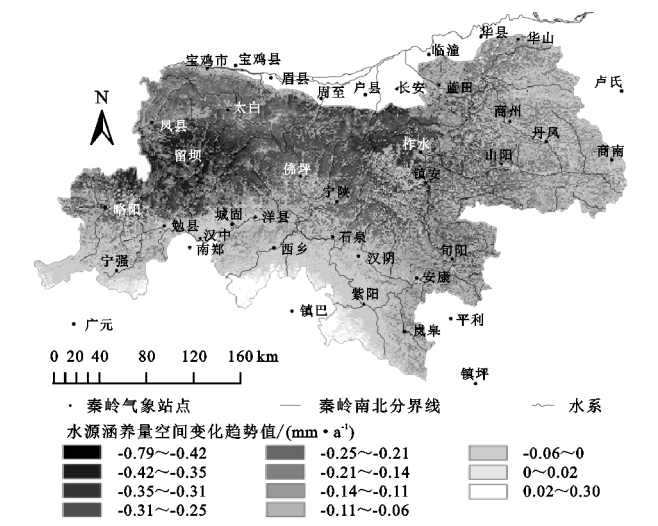 华县
华山
临潼
宝鸡市
宝鸡县
眉县
周至
户县
长安
蓝田
卢氏
N
太白
凤县
商州
丹凤
留坝
柞水
山阳
商南
佛坪
镇安
宁陕
略阳
勉县
城固
洋县
汉中
石泉
南郑
西乡
汉阴
旬阳
宁强
安康
紫阳
镇巴
平利
广元
岚皋
镇坪
0 20 40 80 120 160 km
秦岭气象站点 秦岭南北分界线 水系
水源涵养量空间变化趋势值/(mm·a⁻¹)
-0.79～-0.42 -0.25～-0.21 -0.06～0
-0.42～-0.35 -0.21～-0.14 0～0.02
-0.35～-0.31 -0.14～-0.11 0.02～0.30
-0.31～-0.25 -0.11～-0.06